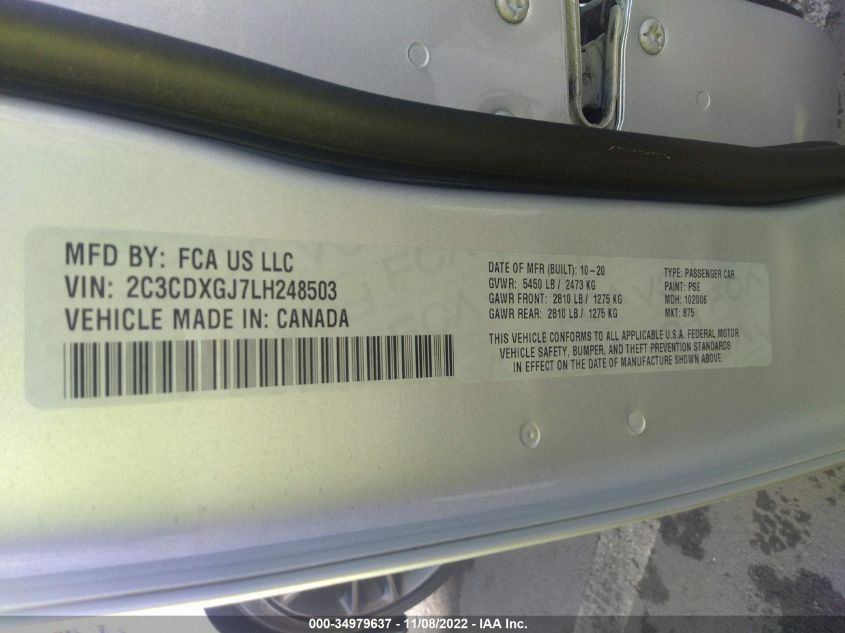 MFD BY: FCA US LLC
VIN: 2C3CDXGJ7LH248503
VEHICLE MADE IN: CANADA
DATE OF MFR (BUILT): 10-20
GVWR: 5450 LB / 2473 KG
GAWR FRONT: 2810 LB / 1275 KG
GAWR REAR: 2810 LB / 1275 KG
TYPE: PASSENGER CAR
PAINT: PSE
MDH: 102006
MKT: 875
THIS VEHICLE CONFORMS TO ALL APPLICABLE U.S.A. FEDERAL MOTOR
VEHICLE SAFETY, BUMPER, AND THEFT PREVENTION STANDARDS
IN EFFECT ON THE DATE OF MANUFACTURE SHOWN ABOVE.
000-34979637 - 11/08/2022 - IAA Inc.